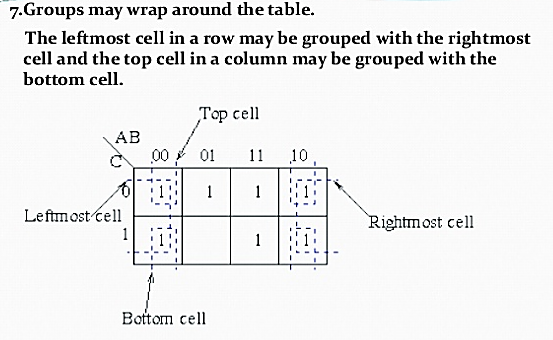 7.Groups may wrap around the table.
The leftmost cell in a row may be grouped with the rightmost
cell and the top cell in a column may be grouped with the
bottom cell.
Top cell
AB
C 00 01 11 10
0 1 1 1 1
Leftmost cell
Rightmost cell
1 1 1 1
Bottom cell